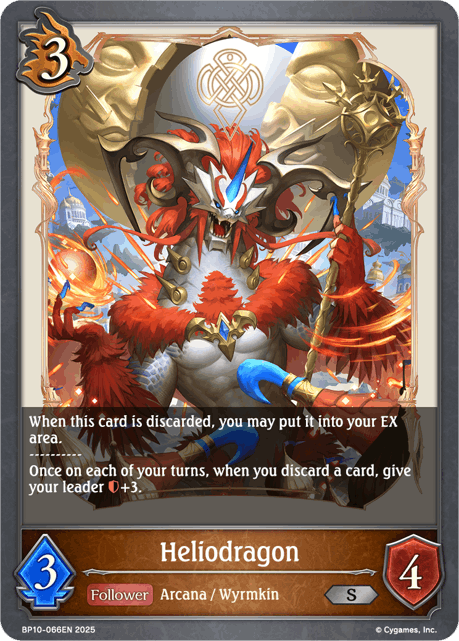 3
When this card is discarded, you may put it into your EX
area.
----------
Once on each of your turns, when you discard a card, give
your leader +3.
Heliodragon
3
Follower Arcana / Wyrmkin S
4
BP10-066EN 2025 © Cygames, Inc.